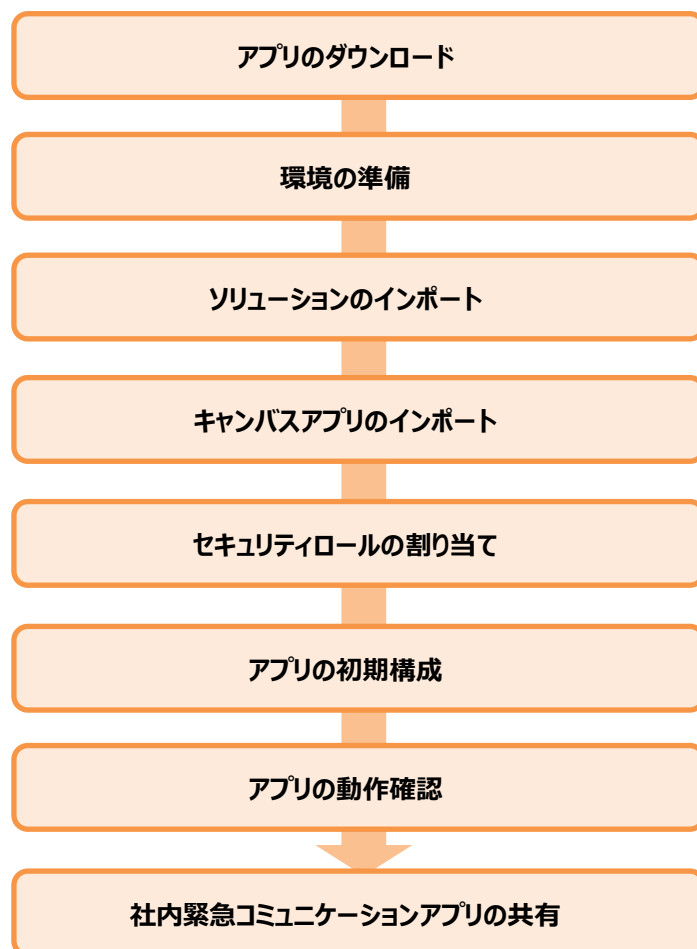 アプリのダウンロード
環境の準備
ソリューションのインポート
キャンバスアプリのインポート
セキュリティロールの割り当て
アプリの初期構成
アプリの動作確認
社内緊急コミュニケーションアプリの共有